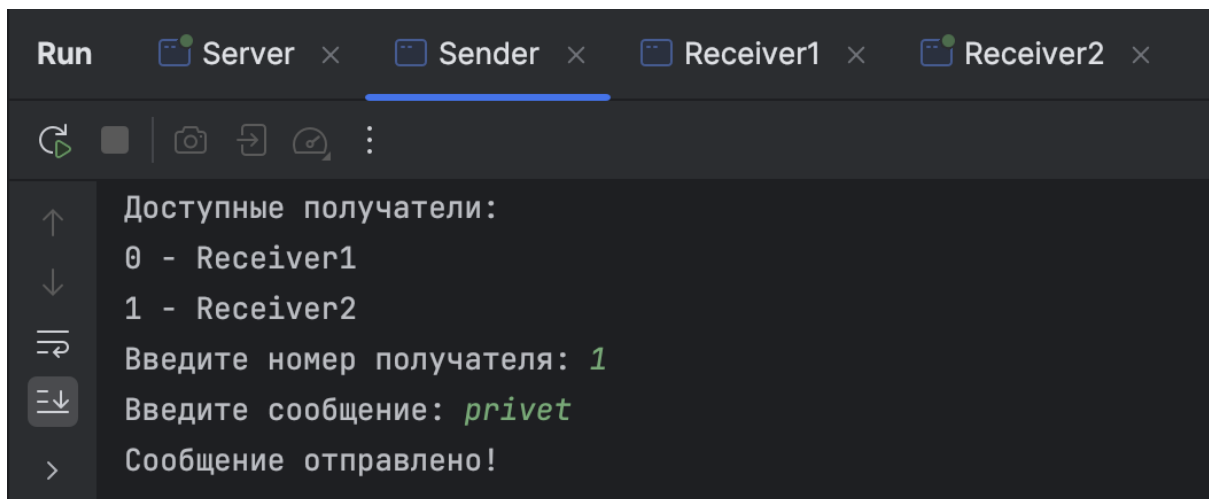 Run Server Sender Receiver1 Receiver2
Доступные получатели:
0 - Receiver1
1 - Receiver2
Введите номер получателя: 1
Введите сообщение: privet
Сообщение отправлено!